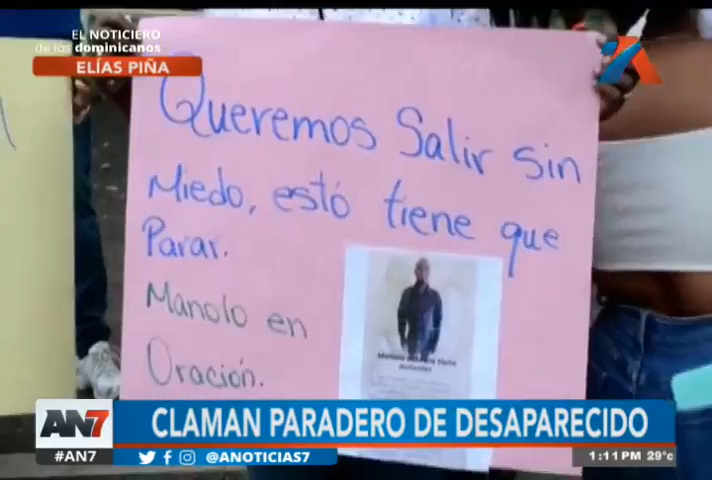 EL NOTICIERO
de los dominicanos
ELÍAS PIÑA
Queremos Salir sin
Miedo, estó tiene que
Parar.
Manolo en
Oración.
AN7
CLAMAN PARADERO DE DESAPARECIDO
#AN7
@ANOTICIAS7
1:11 PM 29°c